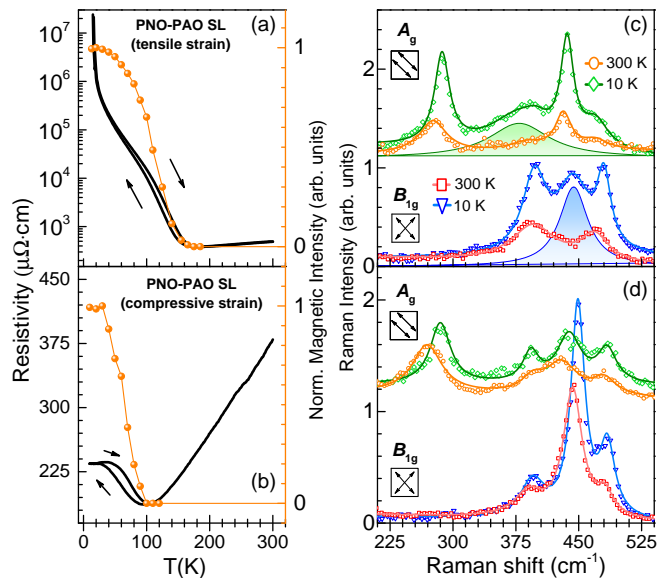 PNO-PAO SL
(tensile strain)
(a)
10⁷
10⁶
10⁵
10⁴
10³
1
0
Resistivity (μΩ·cm)
Norm. Magnetic Intensity (arb. units)
PNO-PAO SL
(compressive strain)
(b)
450
375
300
225
1
0
0
100
200
300
T(K)
(c)
A_g
300 K
10 K
B_1g
300 K
10 K
2
1
0
Raman Intensity (arb. units)
(d)
A_g
B_1g
2
1
0
225
300
375
450
525
Raman shift (cm⁻¹)